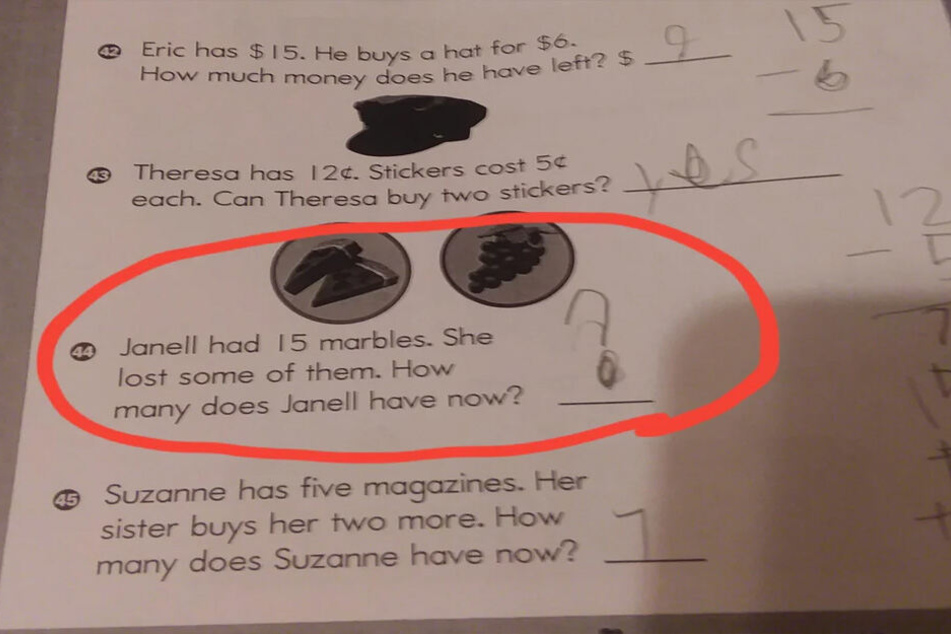 42 Eric has $15. He buys a hat for $6.
How much money does he have left? $ 9
15
- 6
43 Theresa has 12¢. Stickers cost 5¢
each. Can Theresa buy two stickers? yes
12
- 5
7
44 Janell had 15 marbles. She
lost some of them. How
many does Janell have now?
45 Suzanne has five magazines. Her
sister buys her two more. How
many does Suzanne have now? 7